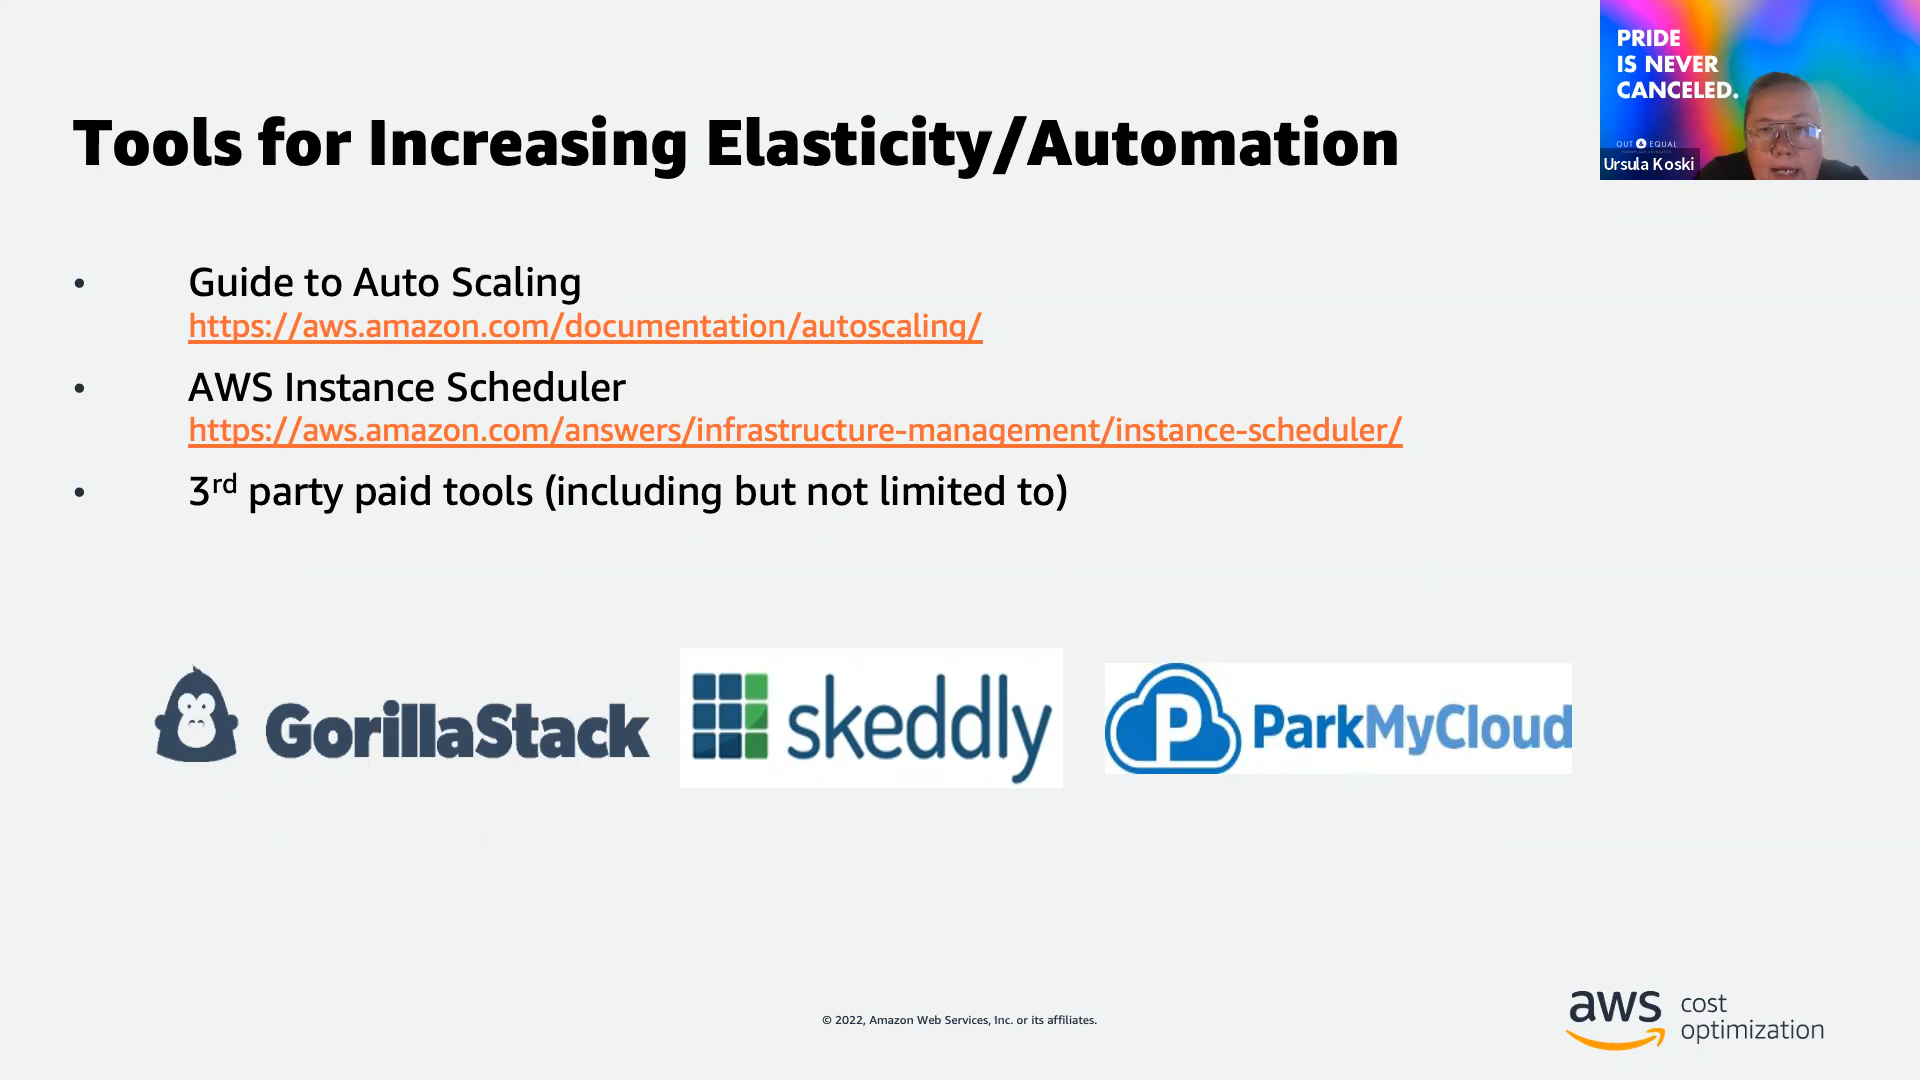 PRIDE
IS NEVER
CANCELED.
OUT & EQUAL
Ursula Koski
Tools for Increasing Elasticity/Automation
• Guide to Auto Scaling
https://aws.amazon.com/documentation/autoscaling/
• AWS Instance Scheduler
https://aws.amazon.com/answers/infrastructure-management/instance-scheduler/
• 3rd party paid tools (including but not limited to)
GorillaStack
skeddly
P ParkMyCloud
© 2022, Amazon Web Services, Inc. or its affiliates.
aws cost
optimization